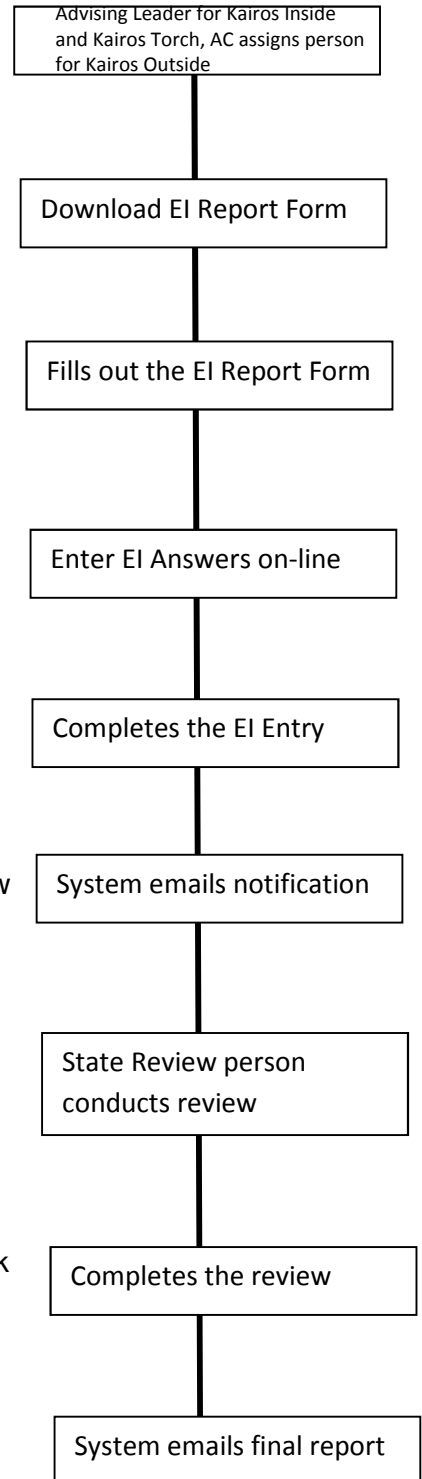 Advising Leader for Kairos Inside
and Kairos Torch, AC assigns person
for Kairos Outside
Download EI Report Form
Fills out the EI Report Form
Enter EI Answers on-line
Completes the EI Entry
System emails notification
State Review person
conducts review
Completes the review
System emails final report